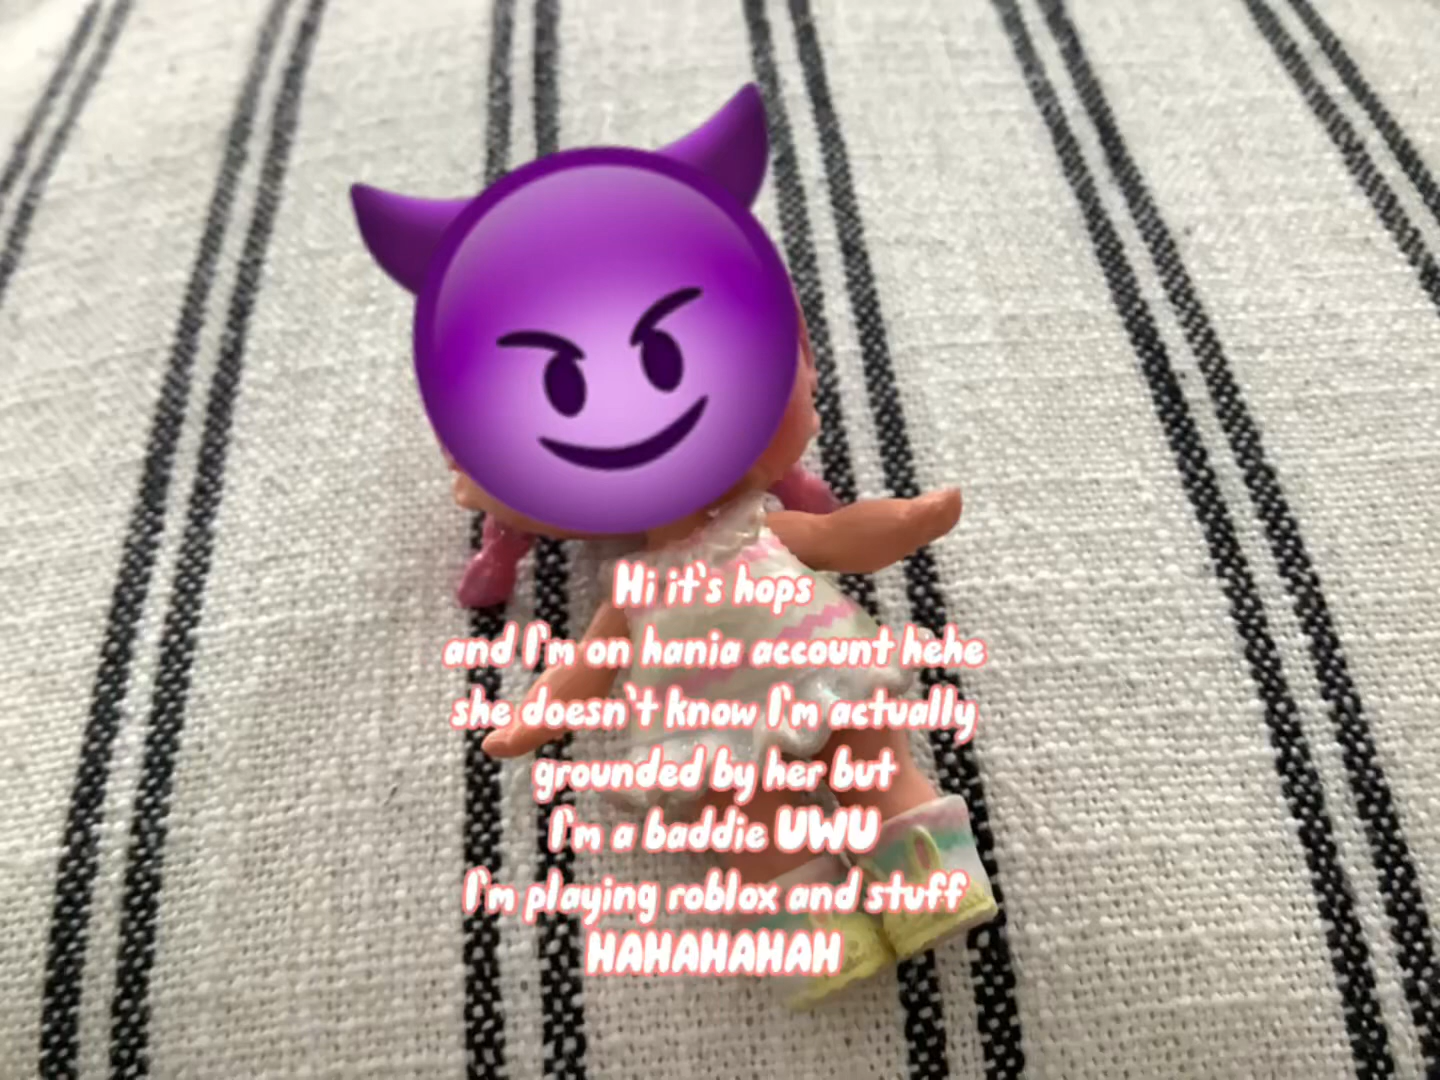 Hi it's hops
and I'm on hania account hehe
she doesn't know I'm actually
grounded by her but
I'm a baddie UWU
I'm playing roblox and stuff
HAHAHAHAH